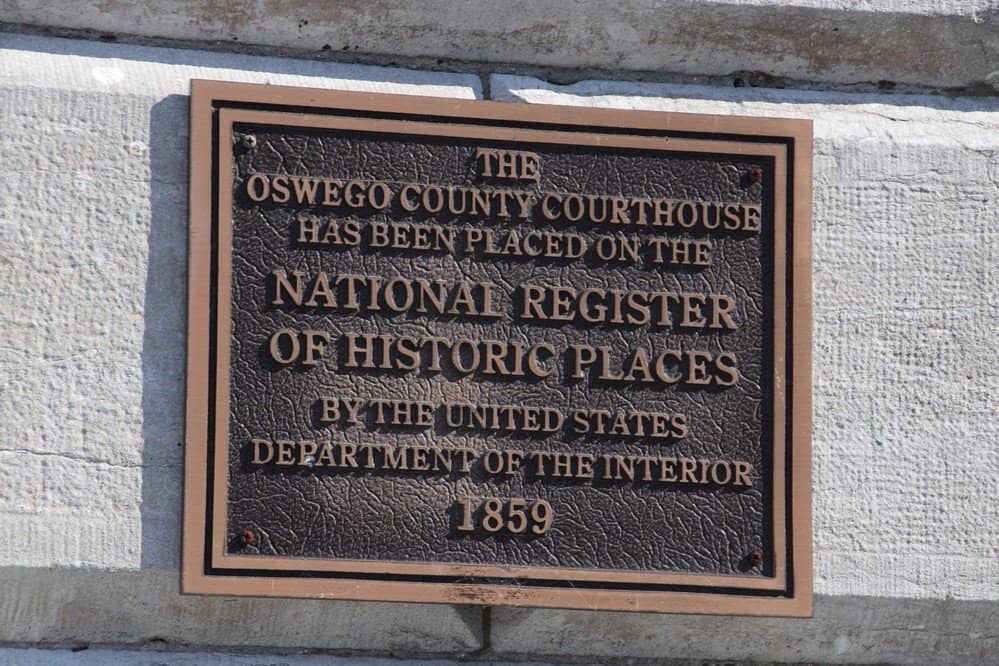 THE
OSWEGO COUNTY COURTHOUSE
HAS BEEN PLACED ON THE
NATIONAL REGISTER
OF HISTORIC PLACES
BY THE UNITED STATES
DEPARTMENT OF THE INTERIOR
1859